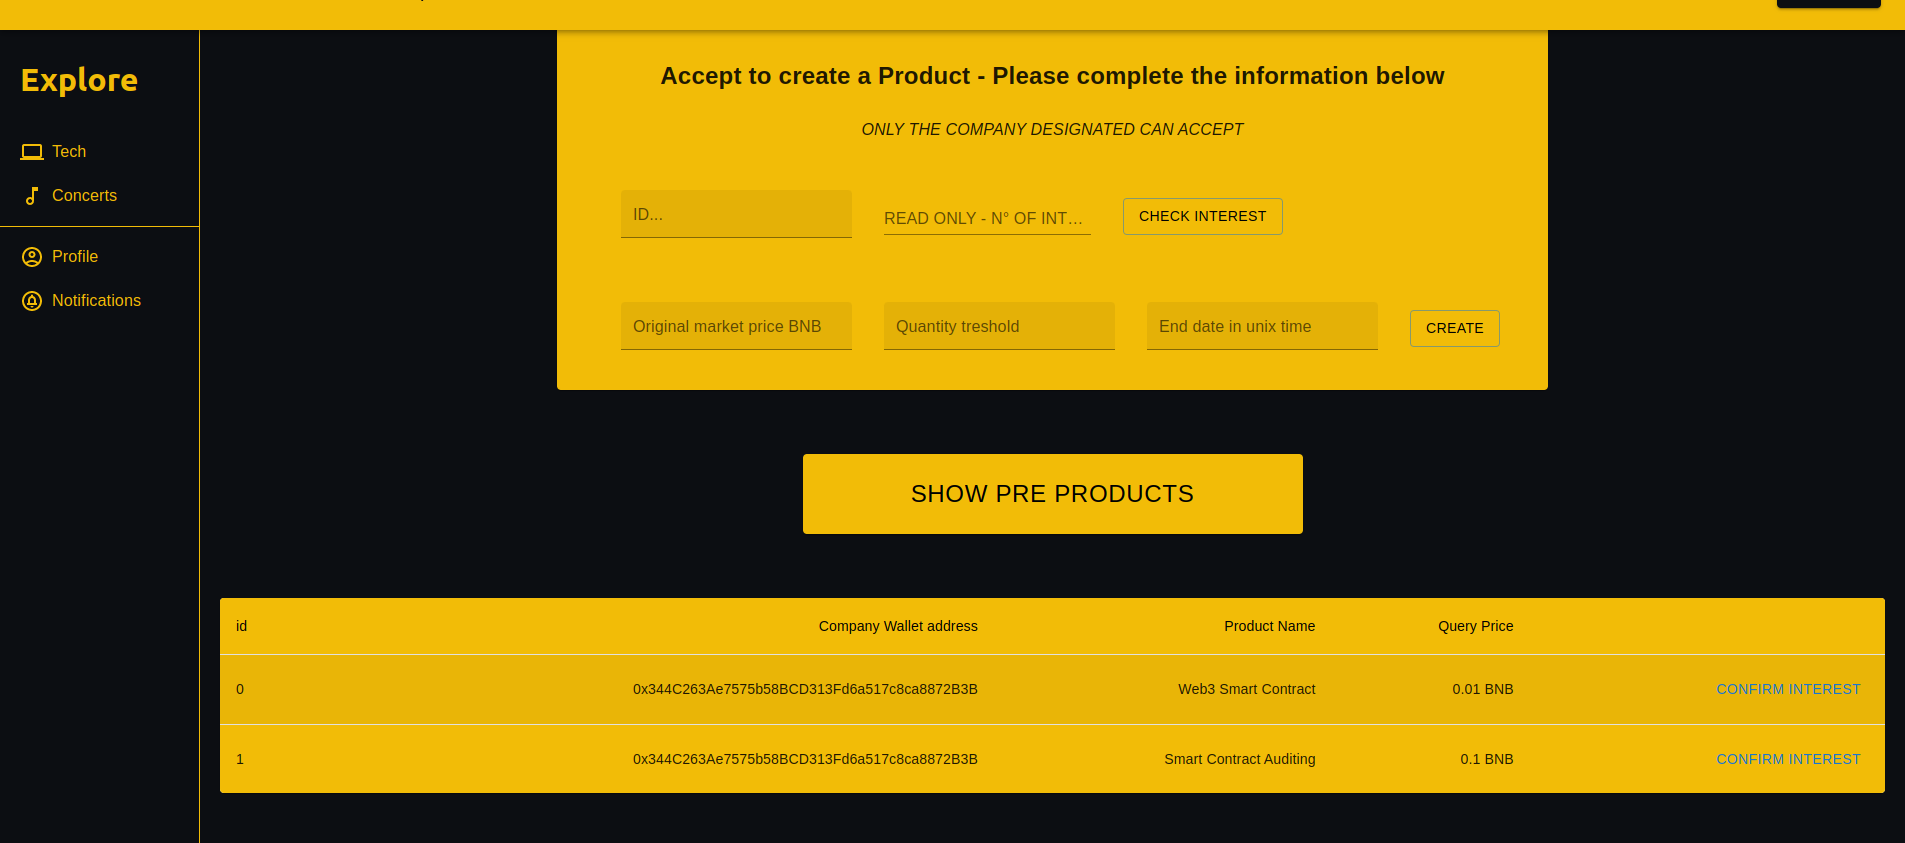 Explore
Tech
Concerts
Profile
Notifications
Accept to create a Product - Please complete the information below
ONLY THE COMPANY DESIGNATED CAN ACCEPT
ID...
READ ONLY - N° OF INT...
CHECK INTEREST
Original market price BNB
Quantity treshold
End date in unix time
CREATE
SHOW PRE PRODUCTS
id Company Wallet address Product Name Query Price
0 0x344C263Ae7575b58BCD313Fd6a517c8ca8872B3B Web3 Smart Contract 0.01 BNB CONFIRM INTEREST
1 0x344C263Ae7575b58BCD313Fd6a517c8ca8872B3B Smart Contract Auditing 0.1 BNB CONFIRM INTEREST